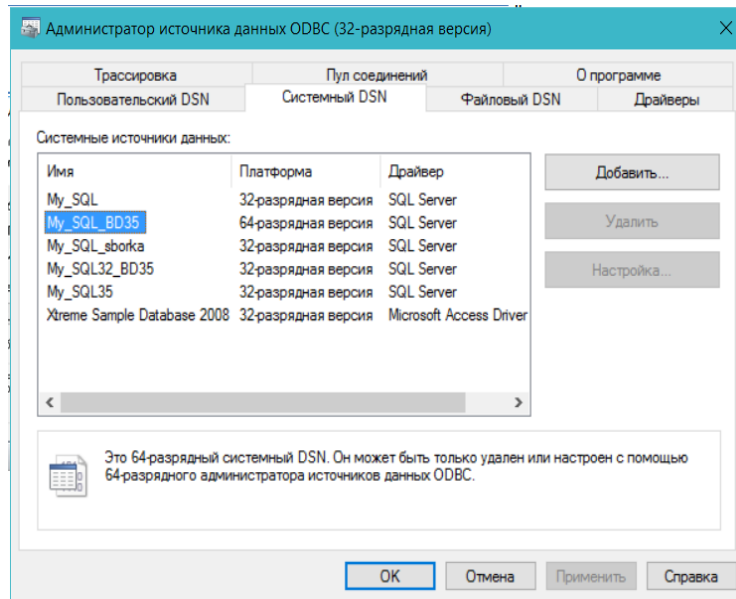 Администратор источника данных ODBC (32-разрядная версия)
Трассировка Пул соединений О программе
Пользовательский DSN Системный DSN Файловый DSN Драйверы
Системные источники данных:
Имя Платформа Драйвер
My_SQL 32-разрядная версия SQL Server
My_SQL_BD35 64-разрядная версия SQL Server
My_SQL_sborka 32-разрядная версия SQL Server
My_SQL32_BD35 32-разрядная версия SQL Server
My_SQL35 32-разрядная версия SQL Server
Xtreme Sample Database 2008 32-разрядная версия Microsoft Access Driver
Добавить...
Удалить
Настройка...
Это 64-разрядный системный DSN. Он может быть только удален или настроен с помощью
64-разрядного администратора источников данных ODBC.
OK Отмена Применить Справка